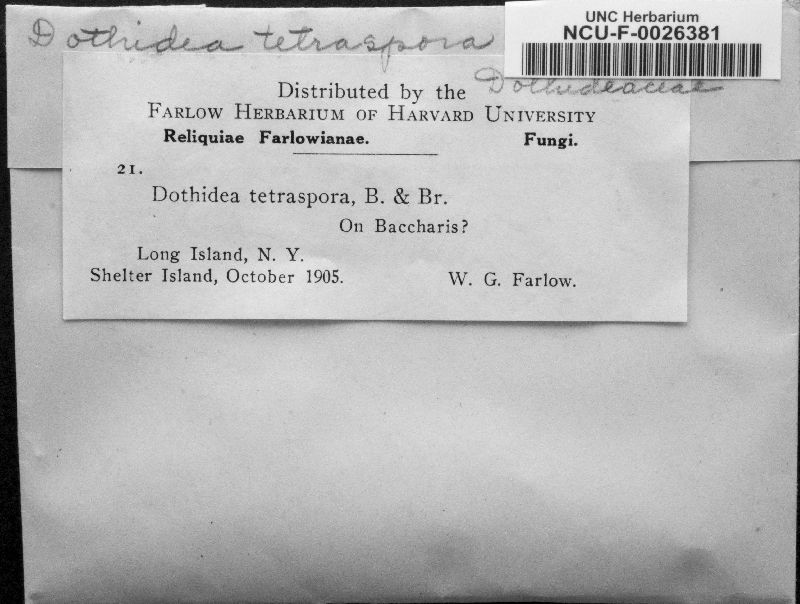 Dothidea tetraspora
UNC Herbarium
NCU-F-0026381
Dothideaceae
Distributed by the
FARLOW HERBARIUM OF HARVARD UNIVERSITY
Reliquiae Farlowianae. Fungi.
21.
Dothidea tetraspora, B. & Br.
On Baccharis?
Long Island, N. Y.
Shelter Island, October 1905. W. G. Farlow.